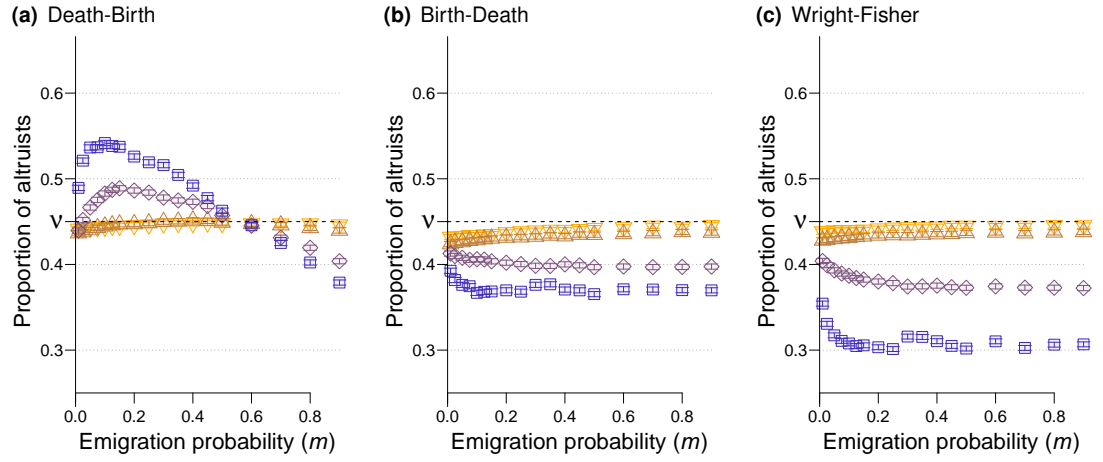 (a) Death-Birth
Proportion of altruists
0.6
0.5
ν
0.4
0.3
0.0 0.2 0.4 0.6 0.8
Emigration probability (m)
(b) Birth-Death
Proportion of altruists
0.6
0.5
ν
0.4
0.3
0.0 0.2 0.4 0.6 0.8
Emigration probability (m)
(c) Wright-Fisher
Proportion of altruists
0.6
0.5
ν
0.4
0.3
0.0 0.2 0.4 0.6 0.8
Emigration probability (m)